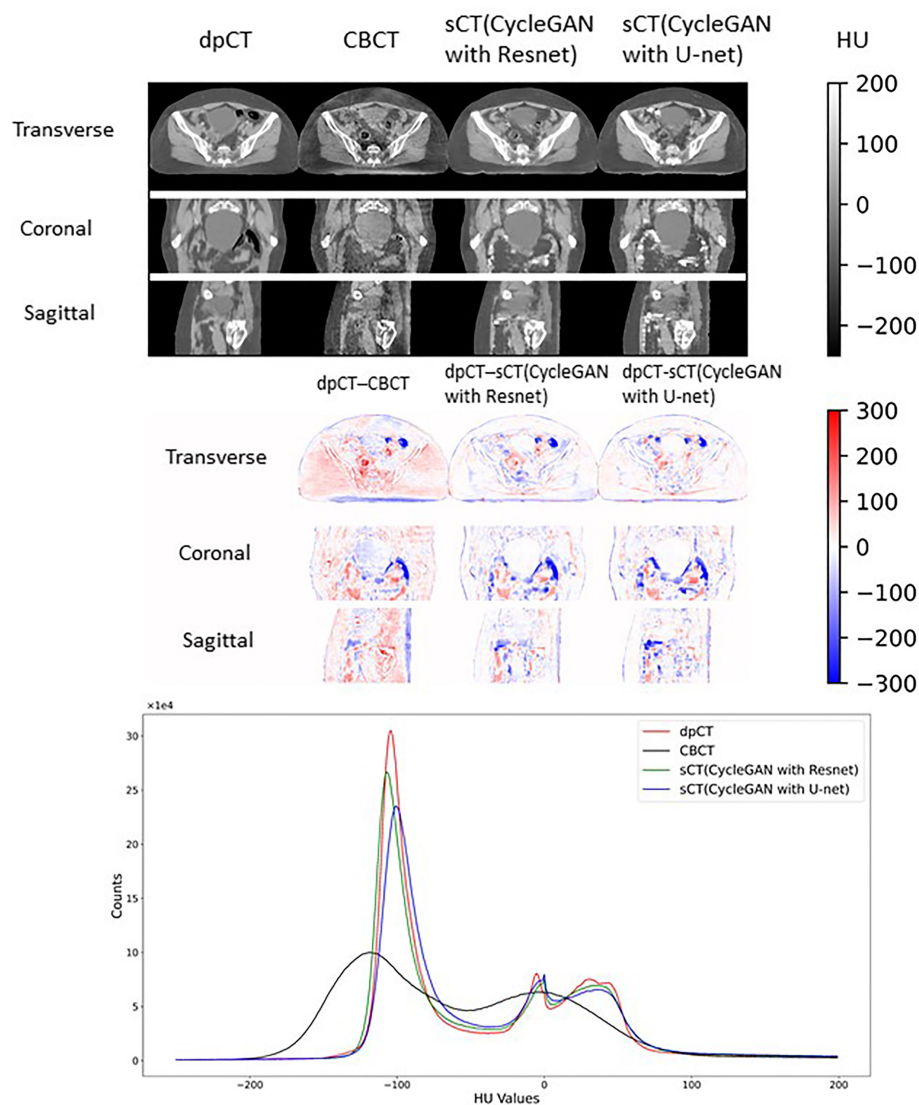 dpCT
CBCT
sCT(CycleGAN
with Resnet)
sCT(CycleGAN
with U-net)
HU
Transverse
Coronal
Sagittal
200
100
0
−100
−200
dpCT–CBCT
dpCT–sCT(CycleGAN
with Resnet)
dpCT-sCT(CycleGAN
with U-net)
Transverse
Coronal
Sagittal
300
200
100
0
−100
−200
−300
×1e4
30
25
20
15
10
5
0
Counts
dpCT
CBCT
sCT(CycleGAN with Resnet)
sCT(CycleGAN with U-net)
−200
−100
0
100
200
HU Values